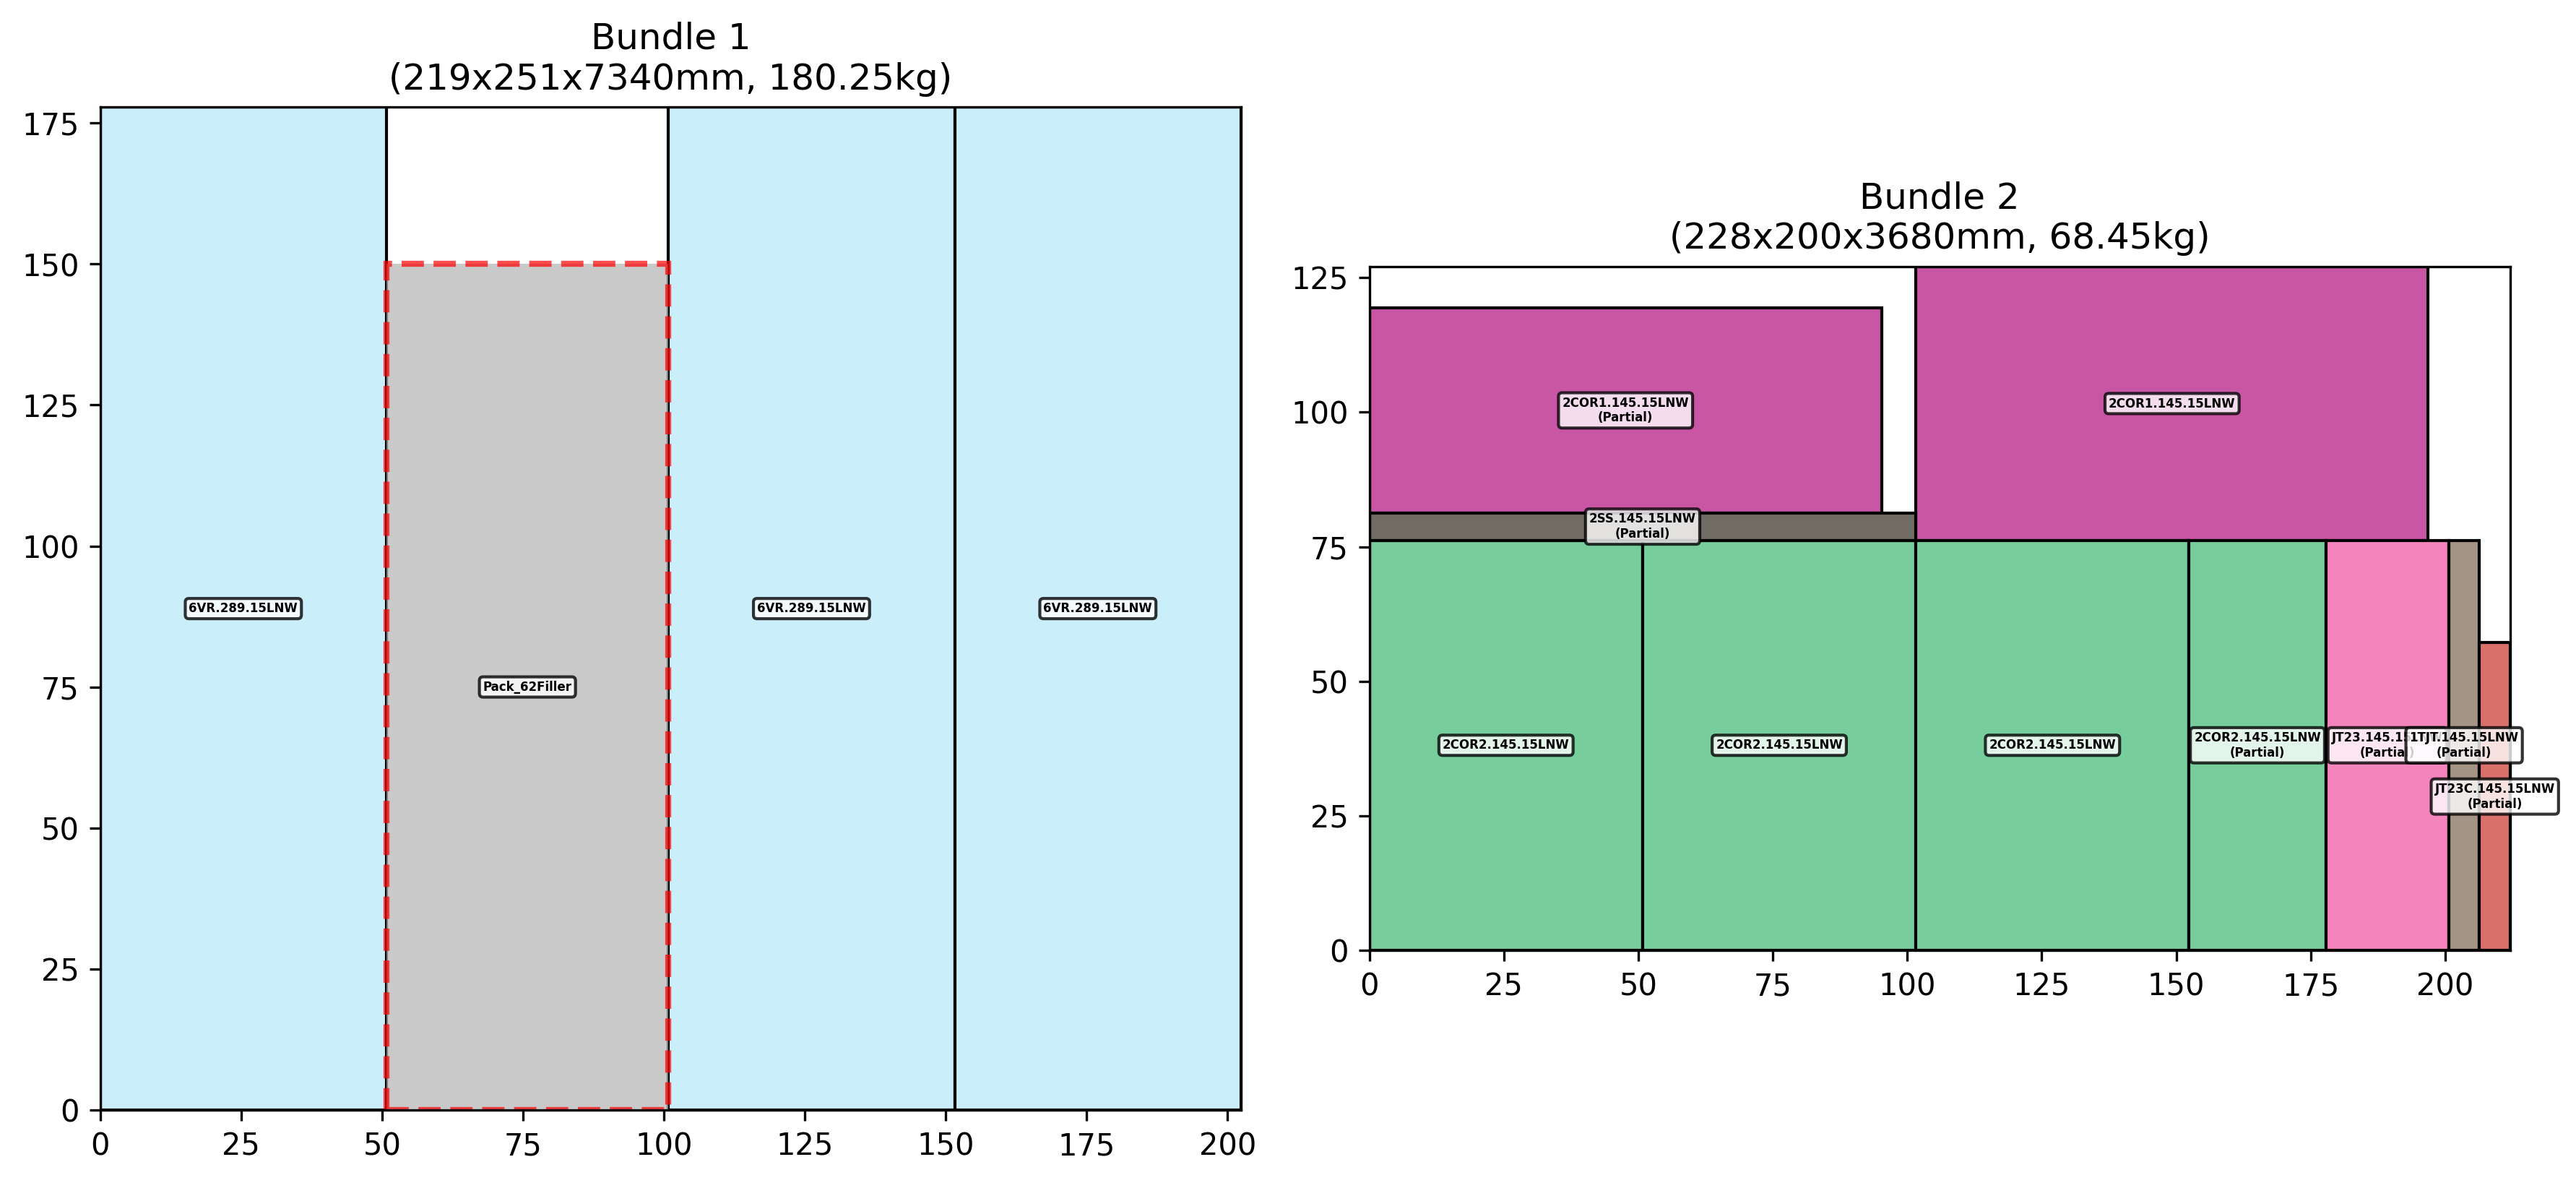 Bundle 1
(219x251x7340mm, 180.25kg)
175
150
125
100
75
50
25
0
0 25 50 75 100 125 150 175 200
6VR.289.15LNW
Pack_62Filler
6VR.289.15LNW
6VR.289.15LNW
Bundle 2
(228x200x3680mm, 68.45kg)
125
100
75
50
25
0
0 25 50 75 100 125 150 175 200
2COR1.145.15LNW
(Partial)
2COR1.145.15LNW
2SS.145.15LNW
(Partial)
2COR2.145.15LNW
2COR2.145.15LNW
2COR2.145.15LNW
2COR2.145.15LNW
(Partial)
JT23.145.1
(Partial)
1TJT.145.15LNW
(Partial)
JT23C.145.15LNW
(Partial)